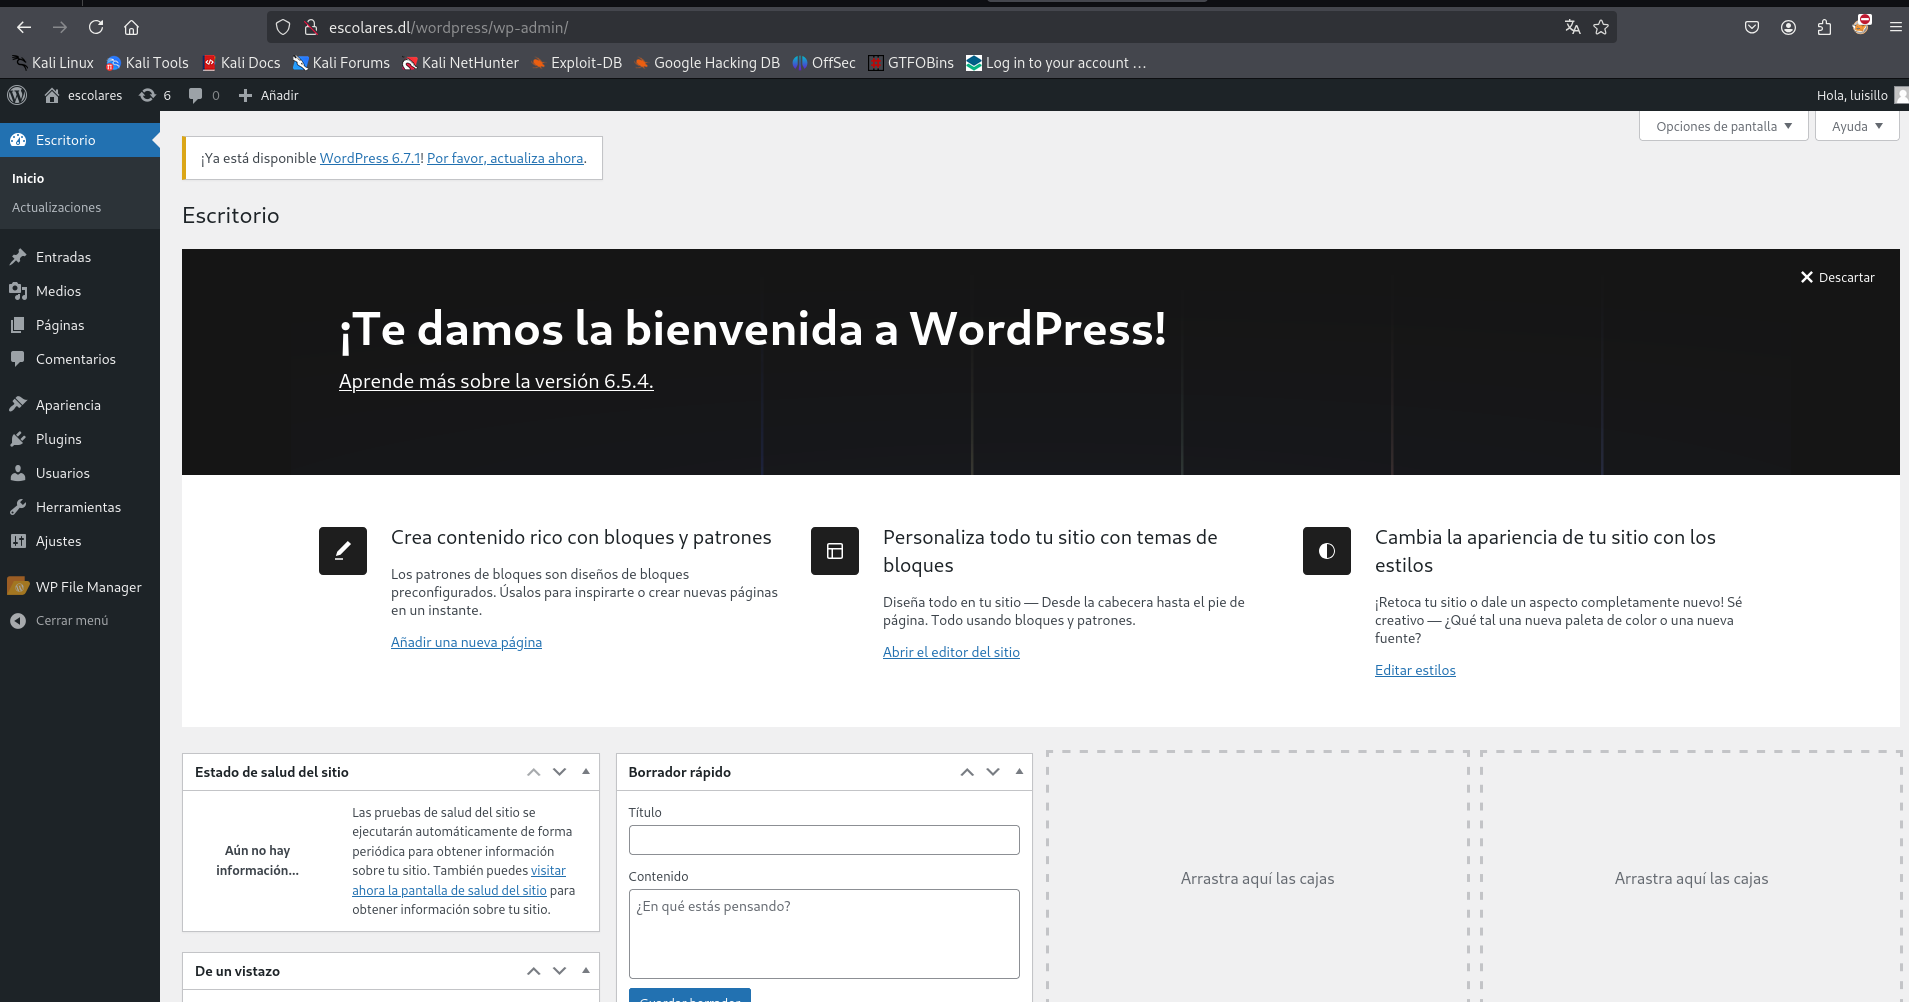 escolares.dl/wordpress/wp-admin/
Kali Linux Kali Tools Kali Docs Kali Forums Kali NetHunter Exploit-DB Google Hacking DB OffSec GTFOBins Log in to your account …
escolares 6 0 Añadir Hola, luisillo
Opciones de pantalla Ayuda
Escritorio
Inicio
Actualizaciones
Entradas
Medios
Páginas
Comentarios
Apariencia
Plugins
Usuarios
Herramientas
Ajustes
WP File Manager
Cerrar menú
¡Ya está disponible WordPress 6.7.1! Por favor, actualiza ahora.
Escritorio
Descartar
¡Te damos la bienvenida a WordPress!
Aprende más sobre la versión 6.5.4.
Crea contenido rico con bloques y patrones
Los patrones de bloques son diseños de bloques
preconfigurados. Úsalos para inspirarte o crear nuevas páginas
en un instante.
Añadir una nueva página
Personaliza todo tu sitio con temas de
bloques
Diseña todo en tu sitio — Desde la cabecera hasta el pie de
página. Todo usando bloques y patrones.
Abrir el editor del sitio
Cambia la apariencia de tu sitio con los
estilos
¡Retoca tu sitio o dale un aspecto completamente nuevo! Sé
creativo — ¿Qué tal una nueva paleta de color o una nueva
fuente?
Editar estilos
Estado de salud del sitio
Aún no hay
información...
Las pruebas de salud del sitio se
ejecutarán automáticamente de forma
periódica para obtener información
sobre tu sitio. También puedes visitar
ahora la pantalla de salud del sitio para
obtener información sobre tu sitio.
De un vistazo
Borrador rápido
Título
Contenido
¿En qué estás pensando?
Guardar borrador
Arrastra aquí las cajas
Arrastra aquí las cajas